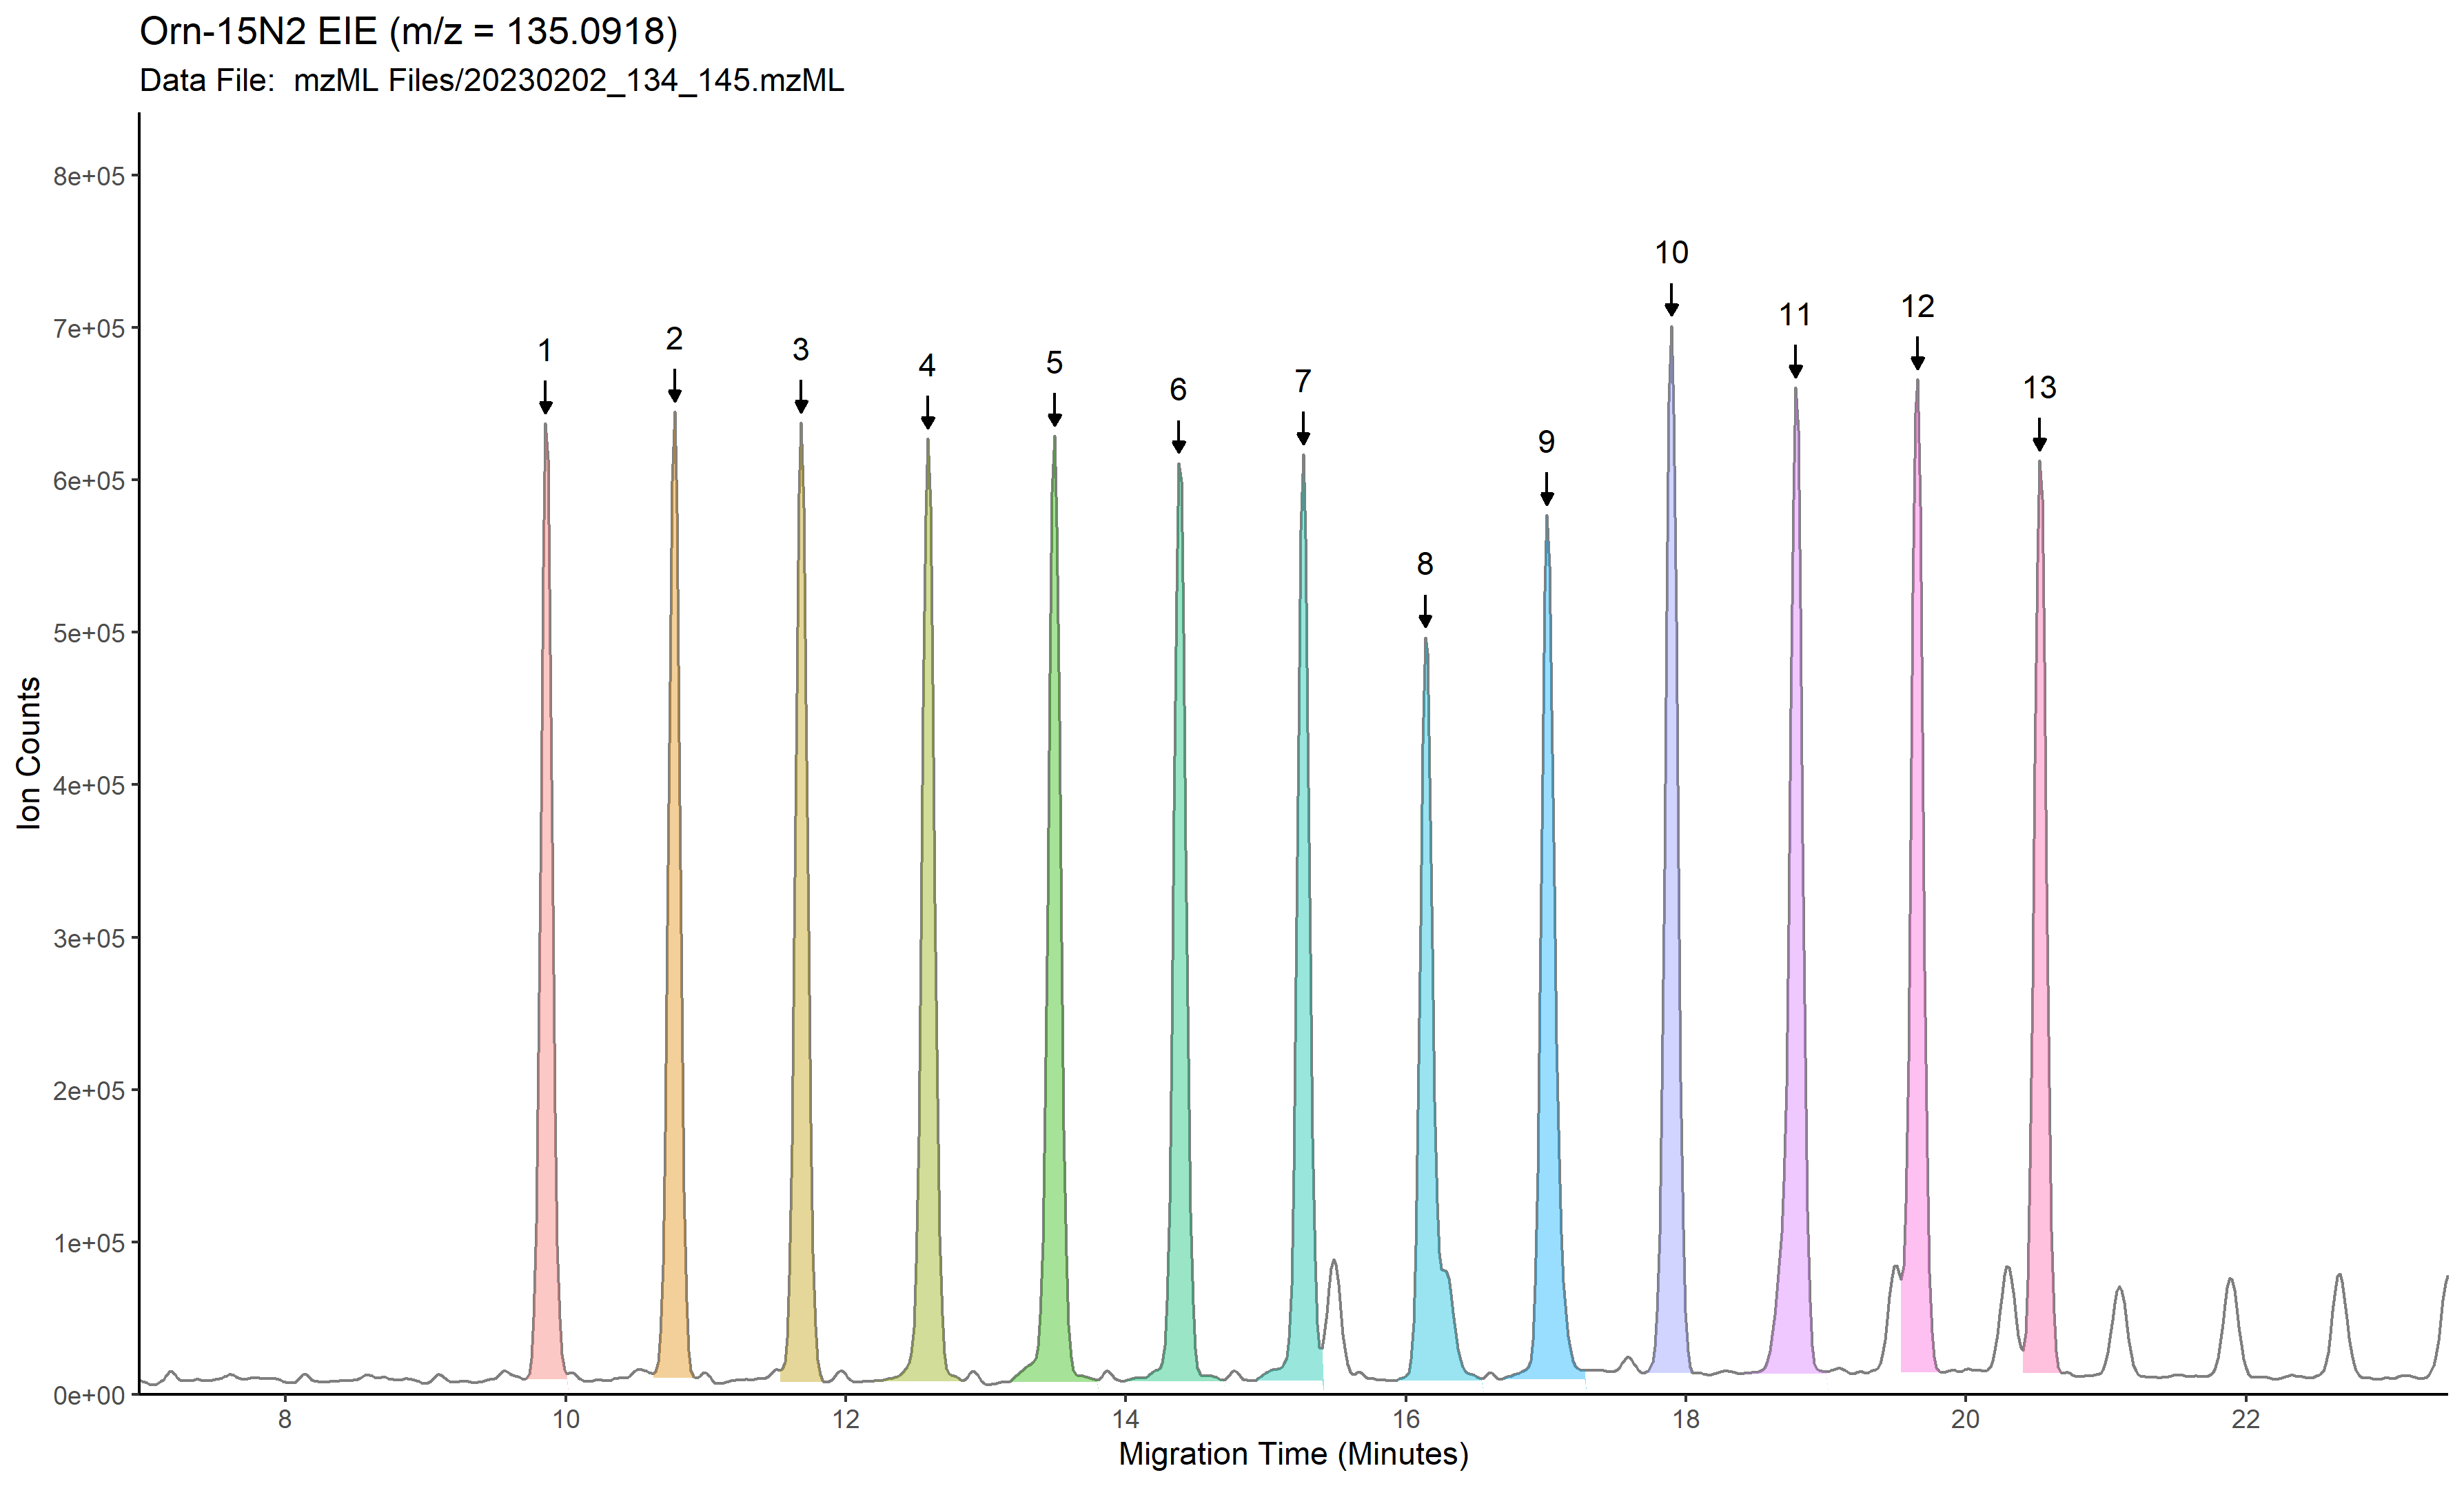 Orn-15N2 EIE (m/z = 135.0918)
Data File:  mzML Files/20230202_134_145.mzML
8e+05
7e+05
6e+05
5e+05
4e+05
3e+05
2e+05
1e+05
0e+00
Ion Counts
1
2
3
4
5
6
7
8
9
10
11
12
13
8
10
12
14
16
18
20
22
Migration Time (Minutes)